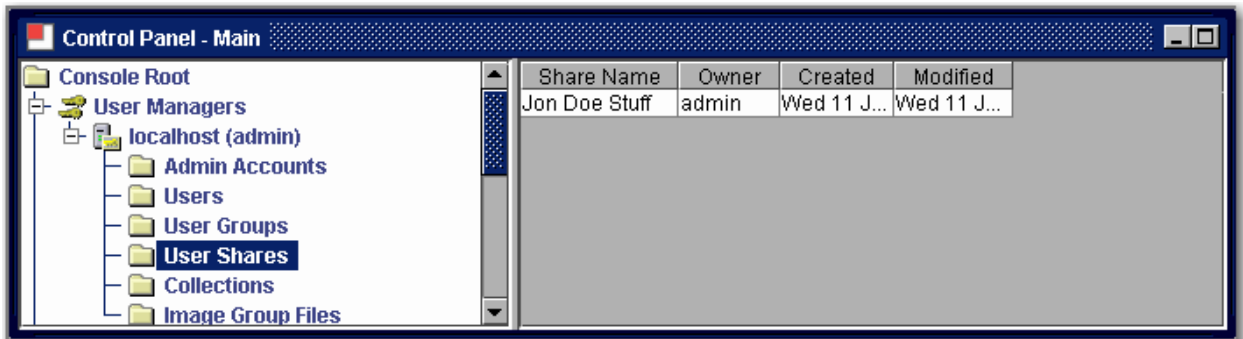 Control Panel - Main
Console Root
User Managers
localhost (admin)
Admin Accounts
Users
User Groups
User Shares
Collections
Image Group Files
Share Name Owner Created Modified
Jon Doe Stuff admin Wed 11 J... Wed 11 J...